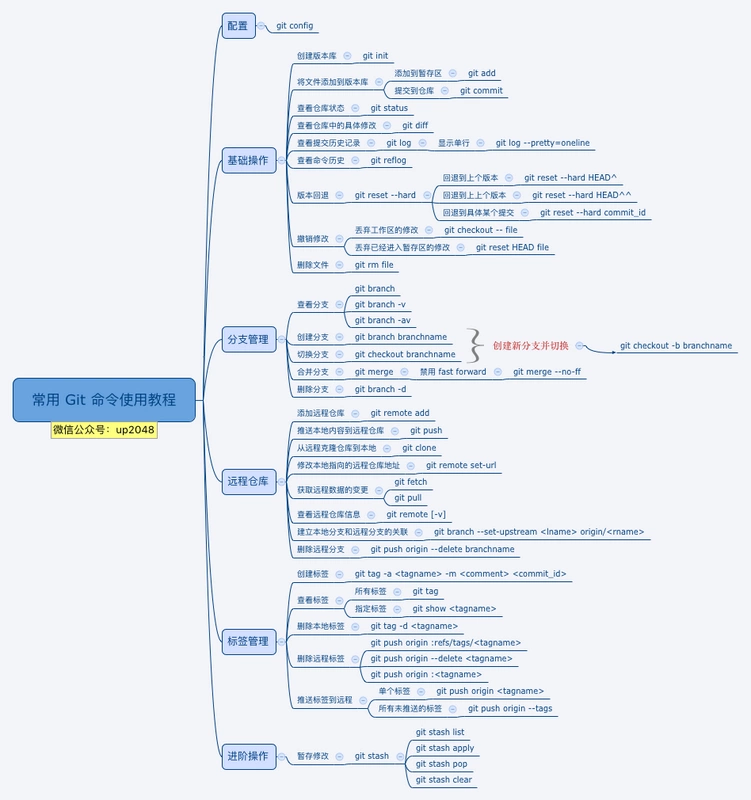 常用 Git 命令使用教程
微信公众号：up2048
配置
git config
基础操作
创建版本库 git init
将文件添加到版本库
添加到暂存区 git add
提交到仓库 git commit
查看仓库状态 git status
查看仓库中的具体修改 git diff
查看提交历史记录 git log 显示单行 git log --pretty=oneline
查看命令历史 git reflog
版本回退 git reset --hard
回退到上个版本 git reset --hard HEAD^
回退到上上个版本 git reset --hard HEAD^^
回退到具体某个提交 git reset --hard commit_id
撤销修改
丢弃工作区的修改 git checkout -- file
丢弃已经进入暂存区的修改 git reset HEAD file
删除文件 git rm file
分支管理
查看分支
git branch
git branch -v
git branch -av
创建分支 git branch branchname
切换分支 git checkout branchname
创建新分支并切换 git checkout -b branchname
合并分支 git merge 禁用 fast forward git merge --no-ff
删除分支 git branch -d
远程仓库
添加远程仓库 git remote add
推送本地内容到远程仓库 git push
从远程克隆仓库到本地 git clone
修改本地指向的远程仓库地址 git remote set-url
获取远程数据的变更
git fetch
git pull
查看远程仓库信息 git remote [-v]
建立本地分支和远程分支的关联 git branch --set-upstream <lname> origin/<rname>
删除远程分支 git push origin --delete branchname
标签管理
创建标签 git tag -a <tagname> -m <comment> <commit_id>
查看标签
所有标签 git tag
指定标签 git show <tagname>
删除本地标签 git tag -d <tagname>
删除远程标签
git push origin :refs/tags/<tagname>
git push origin --delete <tagname>
git push origin :<tagname>
推送标签到远程
单个标签 git push origin <tagname>
所有未推送的标签 git push origin --tags
进阶操作
暂存修改 git stash
git stash list
git stash apply
git stash pop
git stash clear